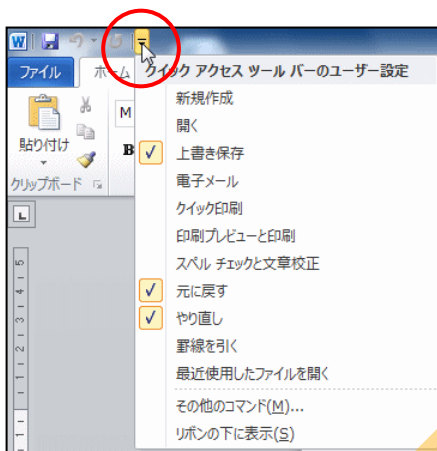 W
ファイル
ホーム
クイック アクセス ツール バーのユーザー設定
新規作成
開く
貼り付け
M
B
上書き保存
電子メール
クリップボード
クイック印刷
印刷プレビューと印刷
スペル チェックと文章校正
元に戻す
やり直し
罫線を引く
最近使用したファイルを開く
その他のコマンド(M)...
リボンの下に表示(S)
L
5
4
3
2
1
1